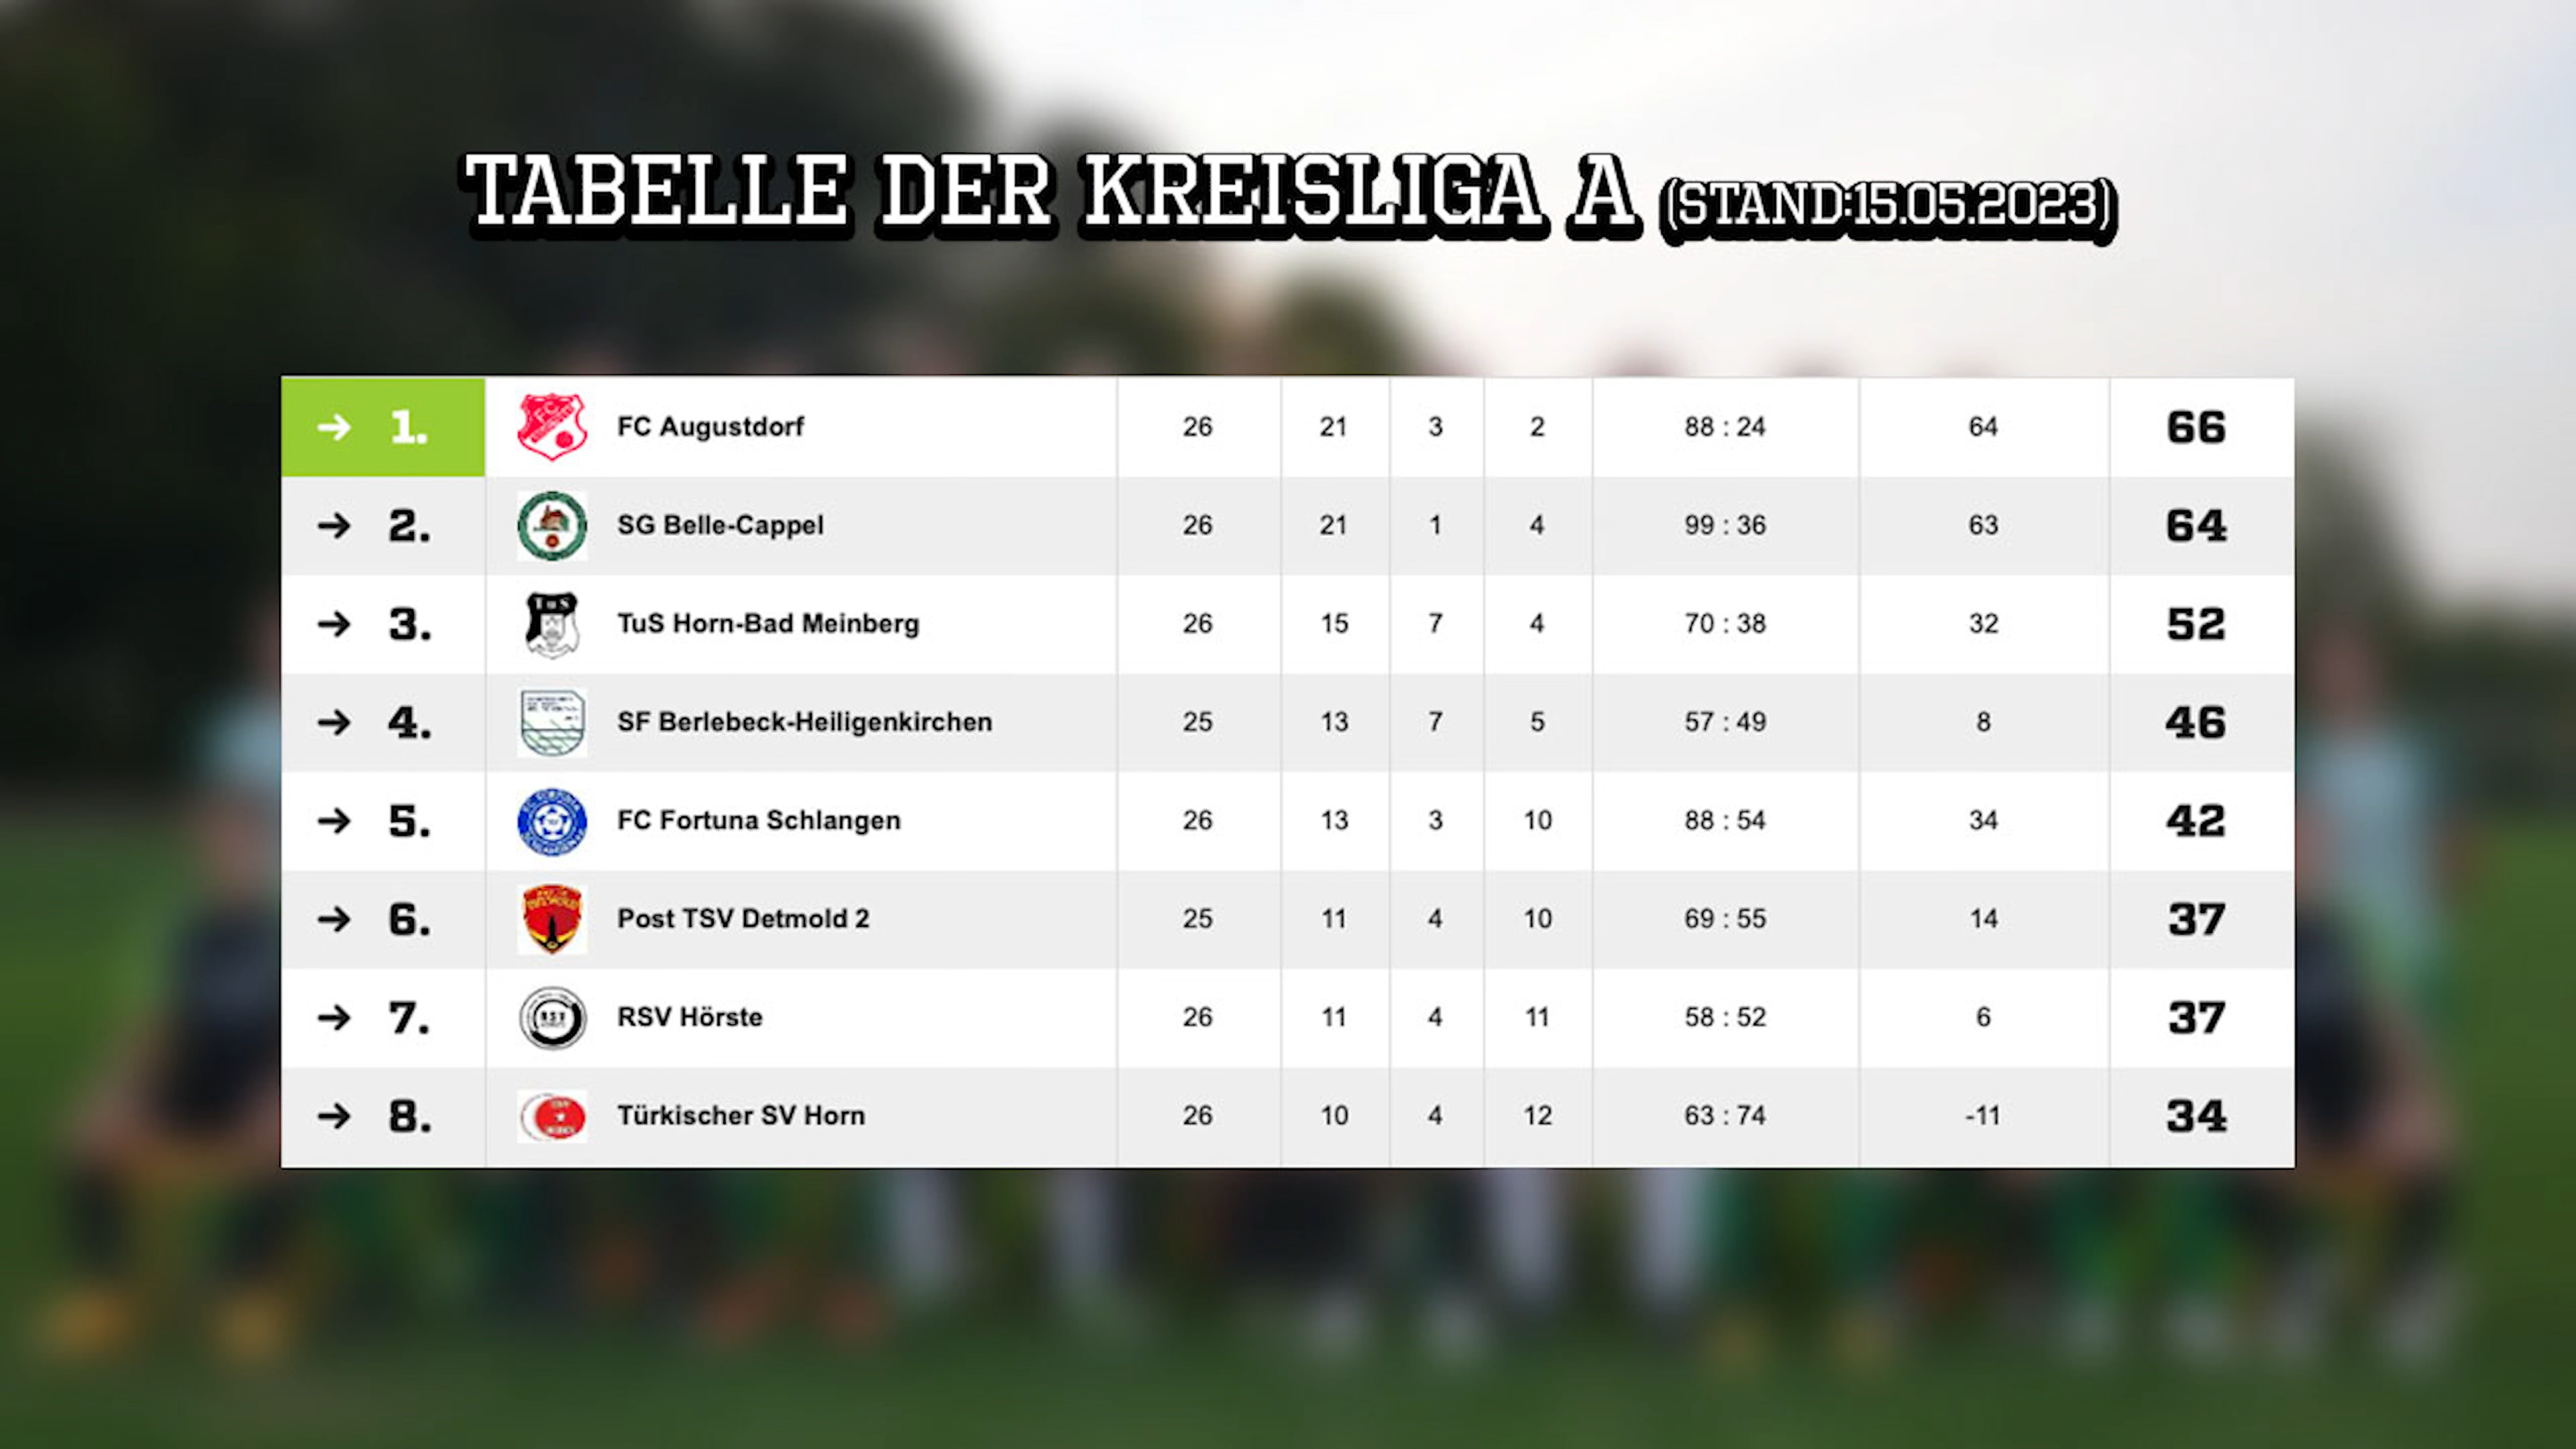 TABELLE DER KREISLIGA A (STAND:15.05.2023)
→ 1. FC Augustdorf 26 21 3 2 88 : 24 64 66
→ 2. SG Belle-Cappel 26 21 1 4 99 : 36 63 64
→ 3. TuS Horn-Bad Meinberg 26 15 7 4 70 : 38 32 52
→ 4. SF Berlebeck-Heiligenkirchen 25 13 7 5 57 : 49 8 46
→ 5. FC Fortuna Schlangen 26 13 3 10 88 : 54 34 42
→ 6. Post TSV Detmold 2 25 11 4 10 69 : 55 14 37
→ 7. RSV Hörste 26 11 4 11 58 : 52 6 37
→ 8. Türkischer SV Horn 26 10 4 12 63 : 74 -11 34